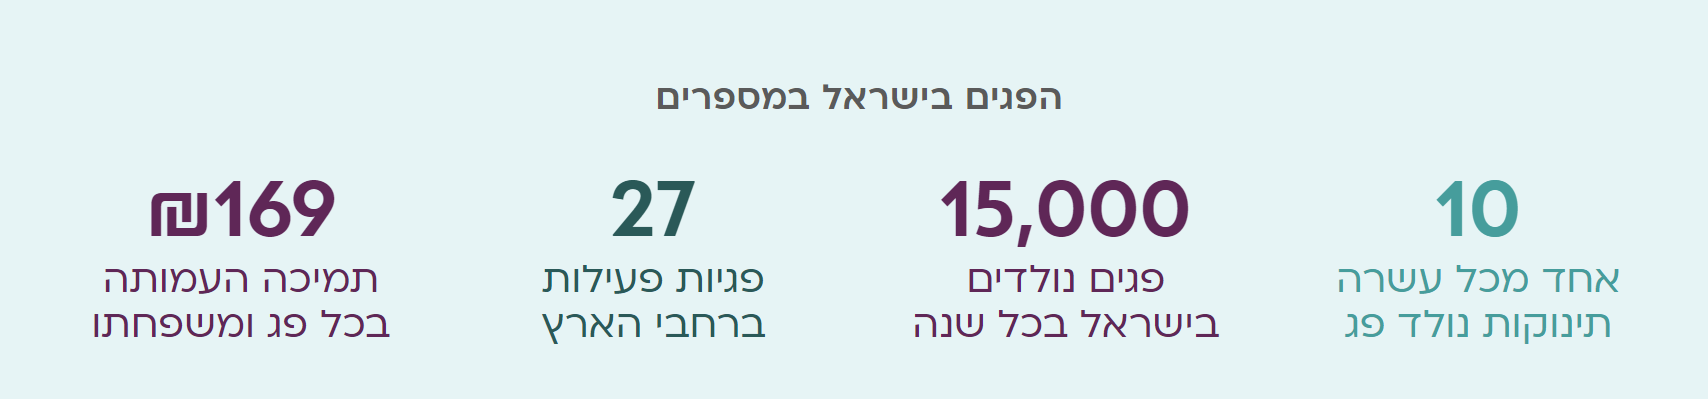 הפגים בישראל במספרים
10
אחד מכל עשרה
תינוקות נולד פג
15,000
פגים נולדים
בישראל בכל שנה
27
פגיות פעילות
ברחבי הארץ
₪169
תמיכה העמותה
בכל פג ומשפחתו